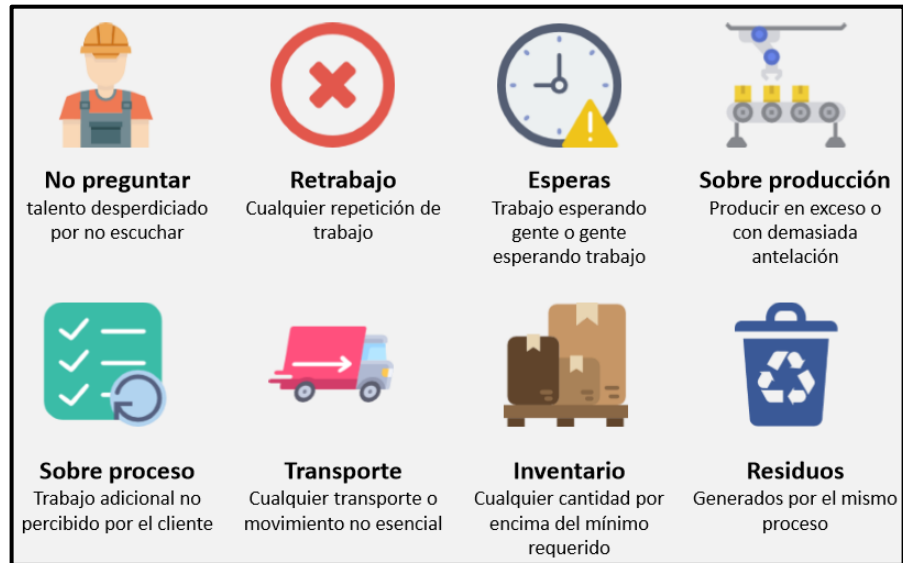 No preguntar
talento desperdiciado
por no escuchar
Retrabajo
Cualquier repetición de
trabajo
Esperas
Trabajo esperando
gente o gente
esperando trabajo
Sobre producción
Producir en exceso o
con demasiada
antelación
Sobre proceso
Trabajo adicional no
percibido por el cliente
Transporte
Cualquier transporte o
movimiento no esencial
Inventario
Cualquier cantidad por
encima del mínimo
requerido
Residuos
Generados por el mismo
proceso